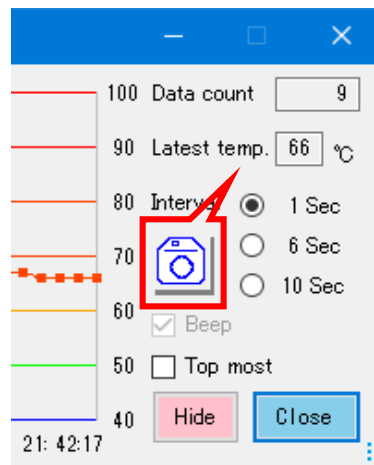 100 Data count 9
90 Latest temp. 66 ℃
80 Interval 1 Sec
70 6 Sec
10 Sec
60
Beep
50 Top most
40 Hide Close
21: 42:17